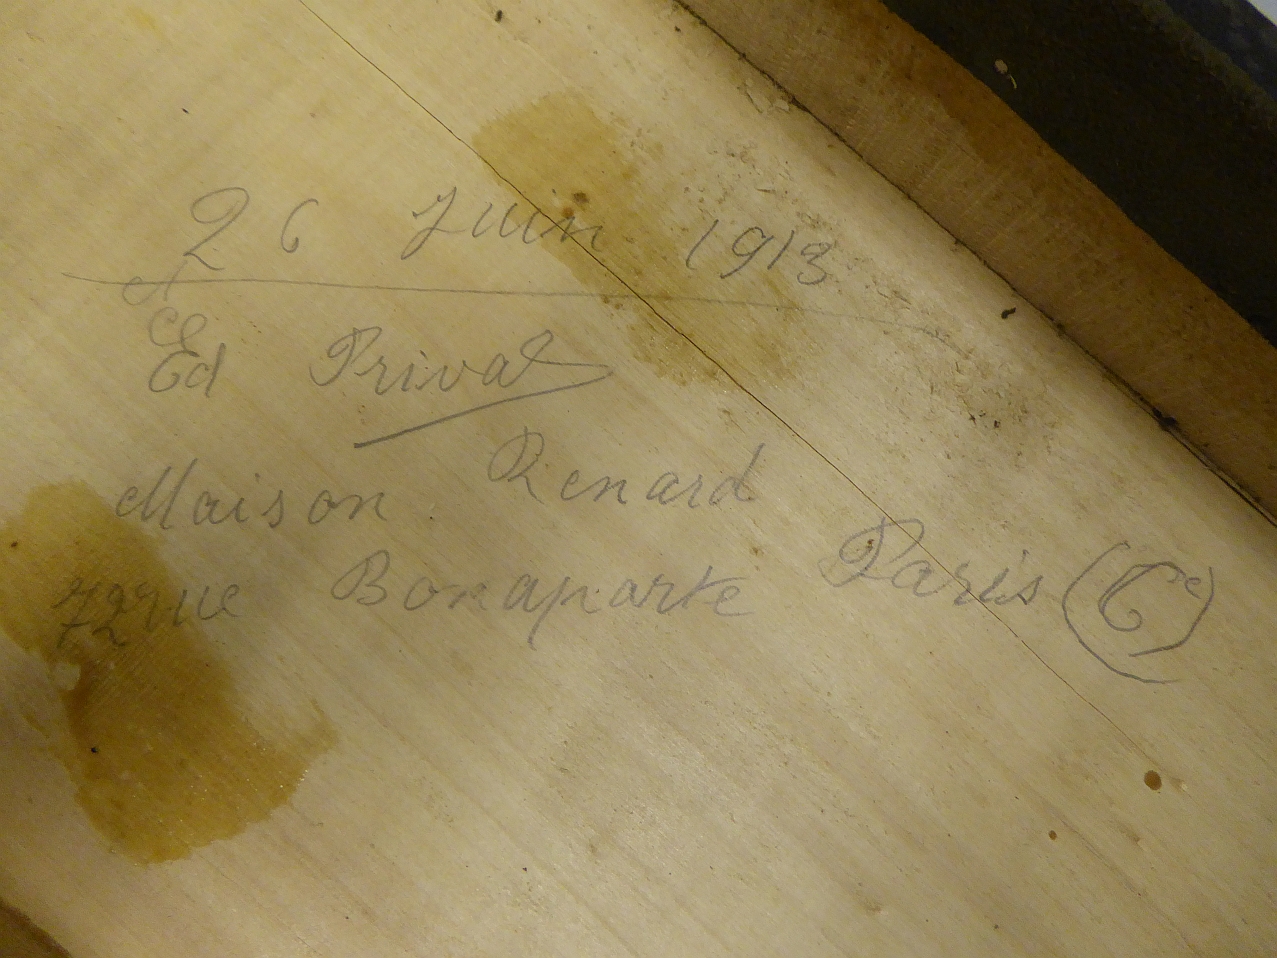 26 Juin 1913
Ed Privat
Maison Renard
72 rue Bonaparte Paris (6e)